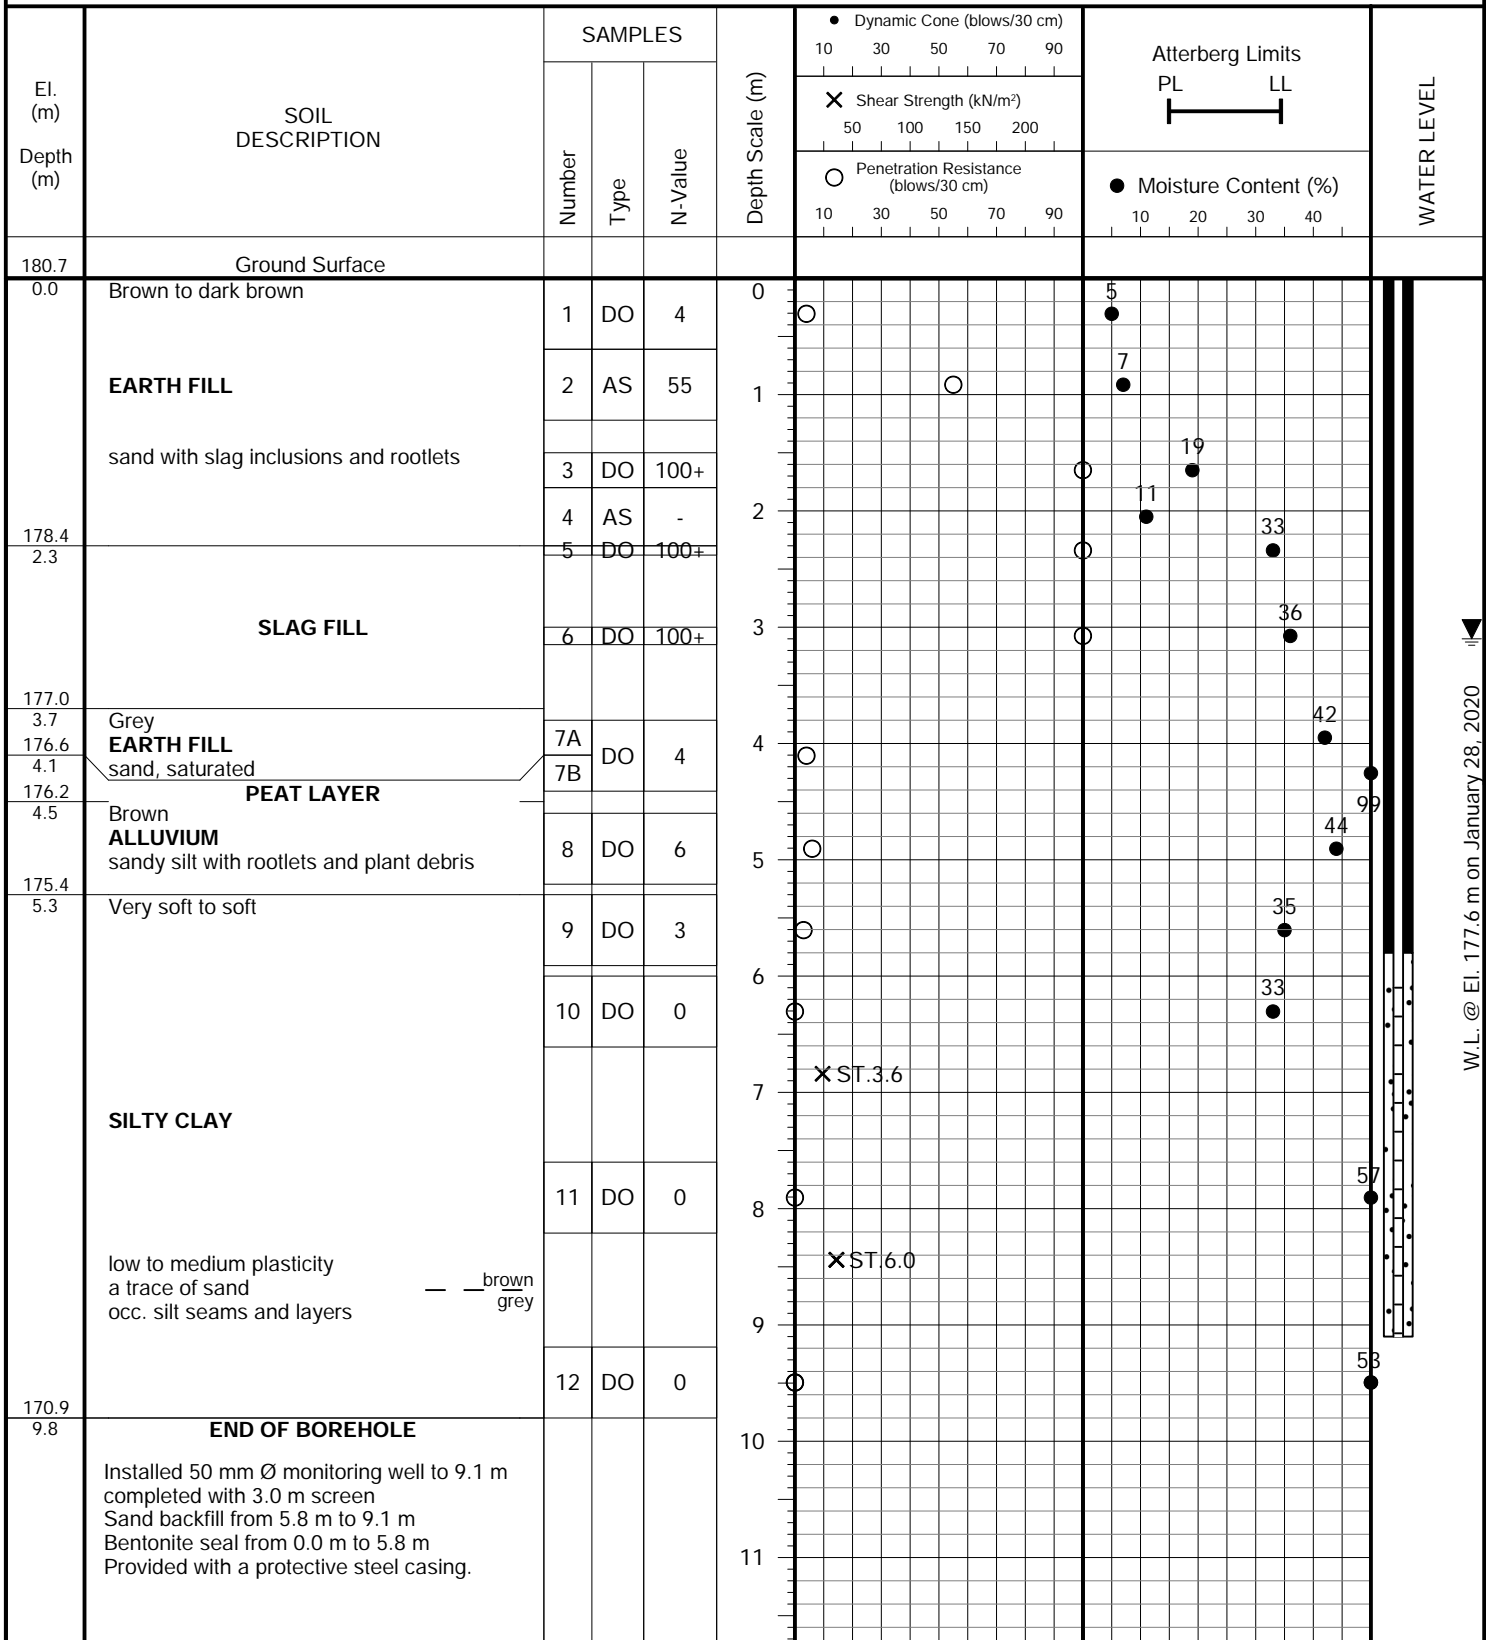 El.
(m)
Depth
(m)
SOIL
DESCRIPTION
SAMPLES
Number
Type
N-Value
Depth Scale (m)
Dynamic Cone (blows/30 cm)
10 30 50 70 90
Shear Strength (kN/m²)
50 100 150 200
Penetration Resistance
(blows/30 cm)
10 30 50 70 90
Atterberg Limits
PL LL
Moisture Content (%)
10 20 30 40
WATER LEVEL
180.7 Ground Surface
0.0 Brown to dark brown
0
5
1 DO 4
7
EARTH FILL 2 AS 55
1
19
sand with slag inclusions and rootlets
3 DO 100+
11
4 AS -
2
33
178.4
2.3
5 DO 100+
36
SLAG FILL
3
6 DO 100+
177.0
3.7 Grey
42
176.6 EARTH FILL
7A DO 4
4
4.1 sand, saturated
7B
176.2 PEAT LAYER
99
4.5 Brown
44
ALLUVIUM
8 DO 6
sandy silt with rootlets and plant debris
5
175.4
5.3 Very soft to soft
35
9 DO 3
6
33
10 DO 0
ST.3.6
7
SILTY CLAY
57
11 DO 0
8
ST.6.0
low to medium plasticity
a trace of sand
occ. silt seams and layers
brown
grey
9
53
12 DO 0
170.9
9.8 END OF BOREHOLE
10
Installed 50 mm Ø monitoring well to 9.1 m
completed with 3.0 m screen
Sand backfill from 5.8 m to 9.1 m
Bentonite seal from 0.0 m to 5.8 m
Provided with a protective steel casing.
11
W.L. @ El. 177.6 m on January 28, 2020